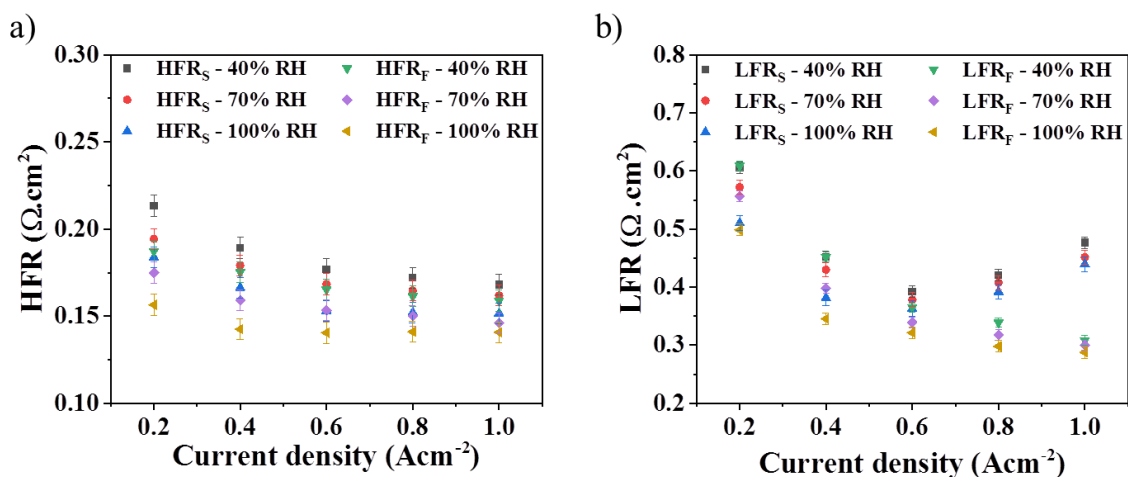 a)
HFR (Ω.cm²)
0.30
0.25
0.20
0.15
0.10
HFR_S - 40% RH
HFR_S - 70% RH
HFR_S - 100% RH
HFR_F - 40% RH
HFR_F - 70% RH
HFR_F - 100% RH
0.2 0.4 0.6 0.8 1.0
Current density (Acm⁻²)
b)
LFR (Ω .cm²)
0.8
0.7
0.6
0.5
0.4
0.3
0.2
LFR_S - 40% RH
LFR_S - 70% RH
LFR_S - 100% RH
LFR_F - 40% RH
LFR_F - 70% RH
LFR_F - 100% RH
0.2 0.4 0.6 0.8 1.0
Current density (Acm⁻²)